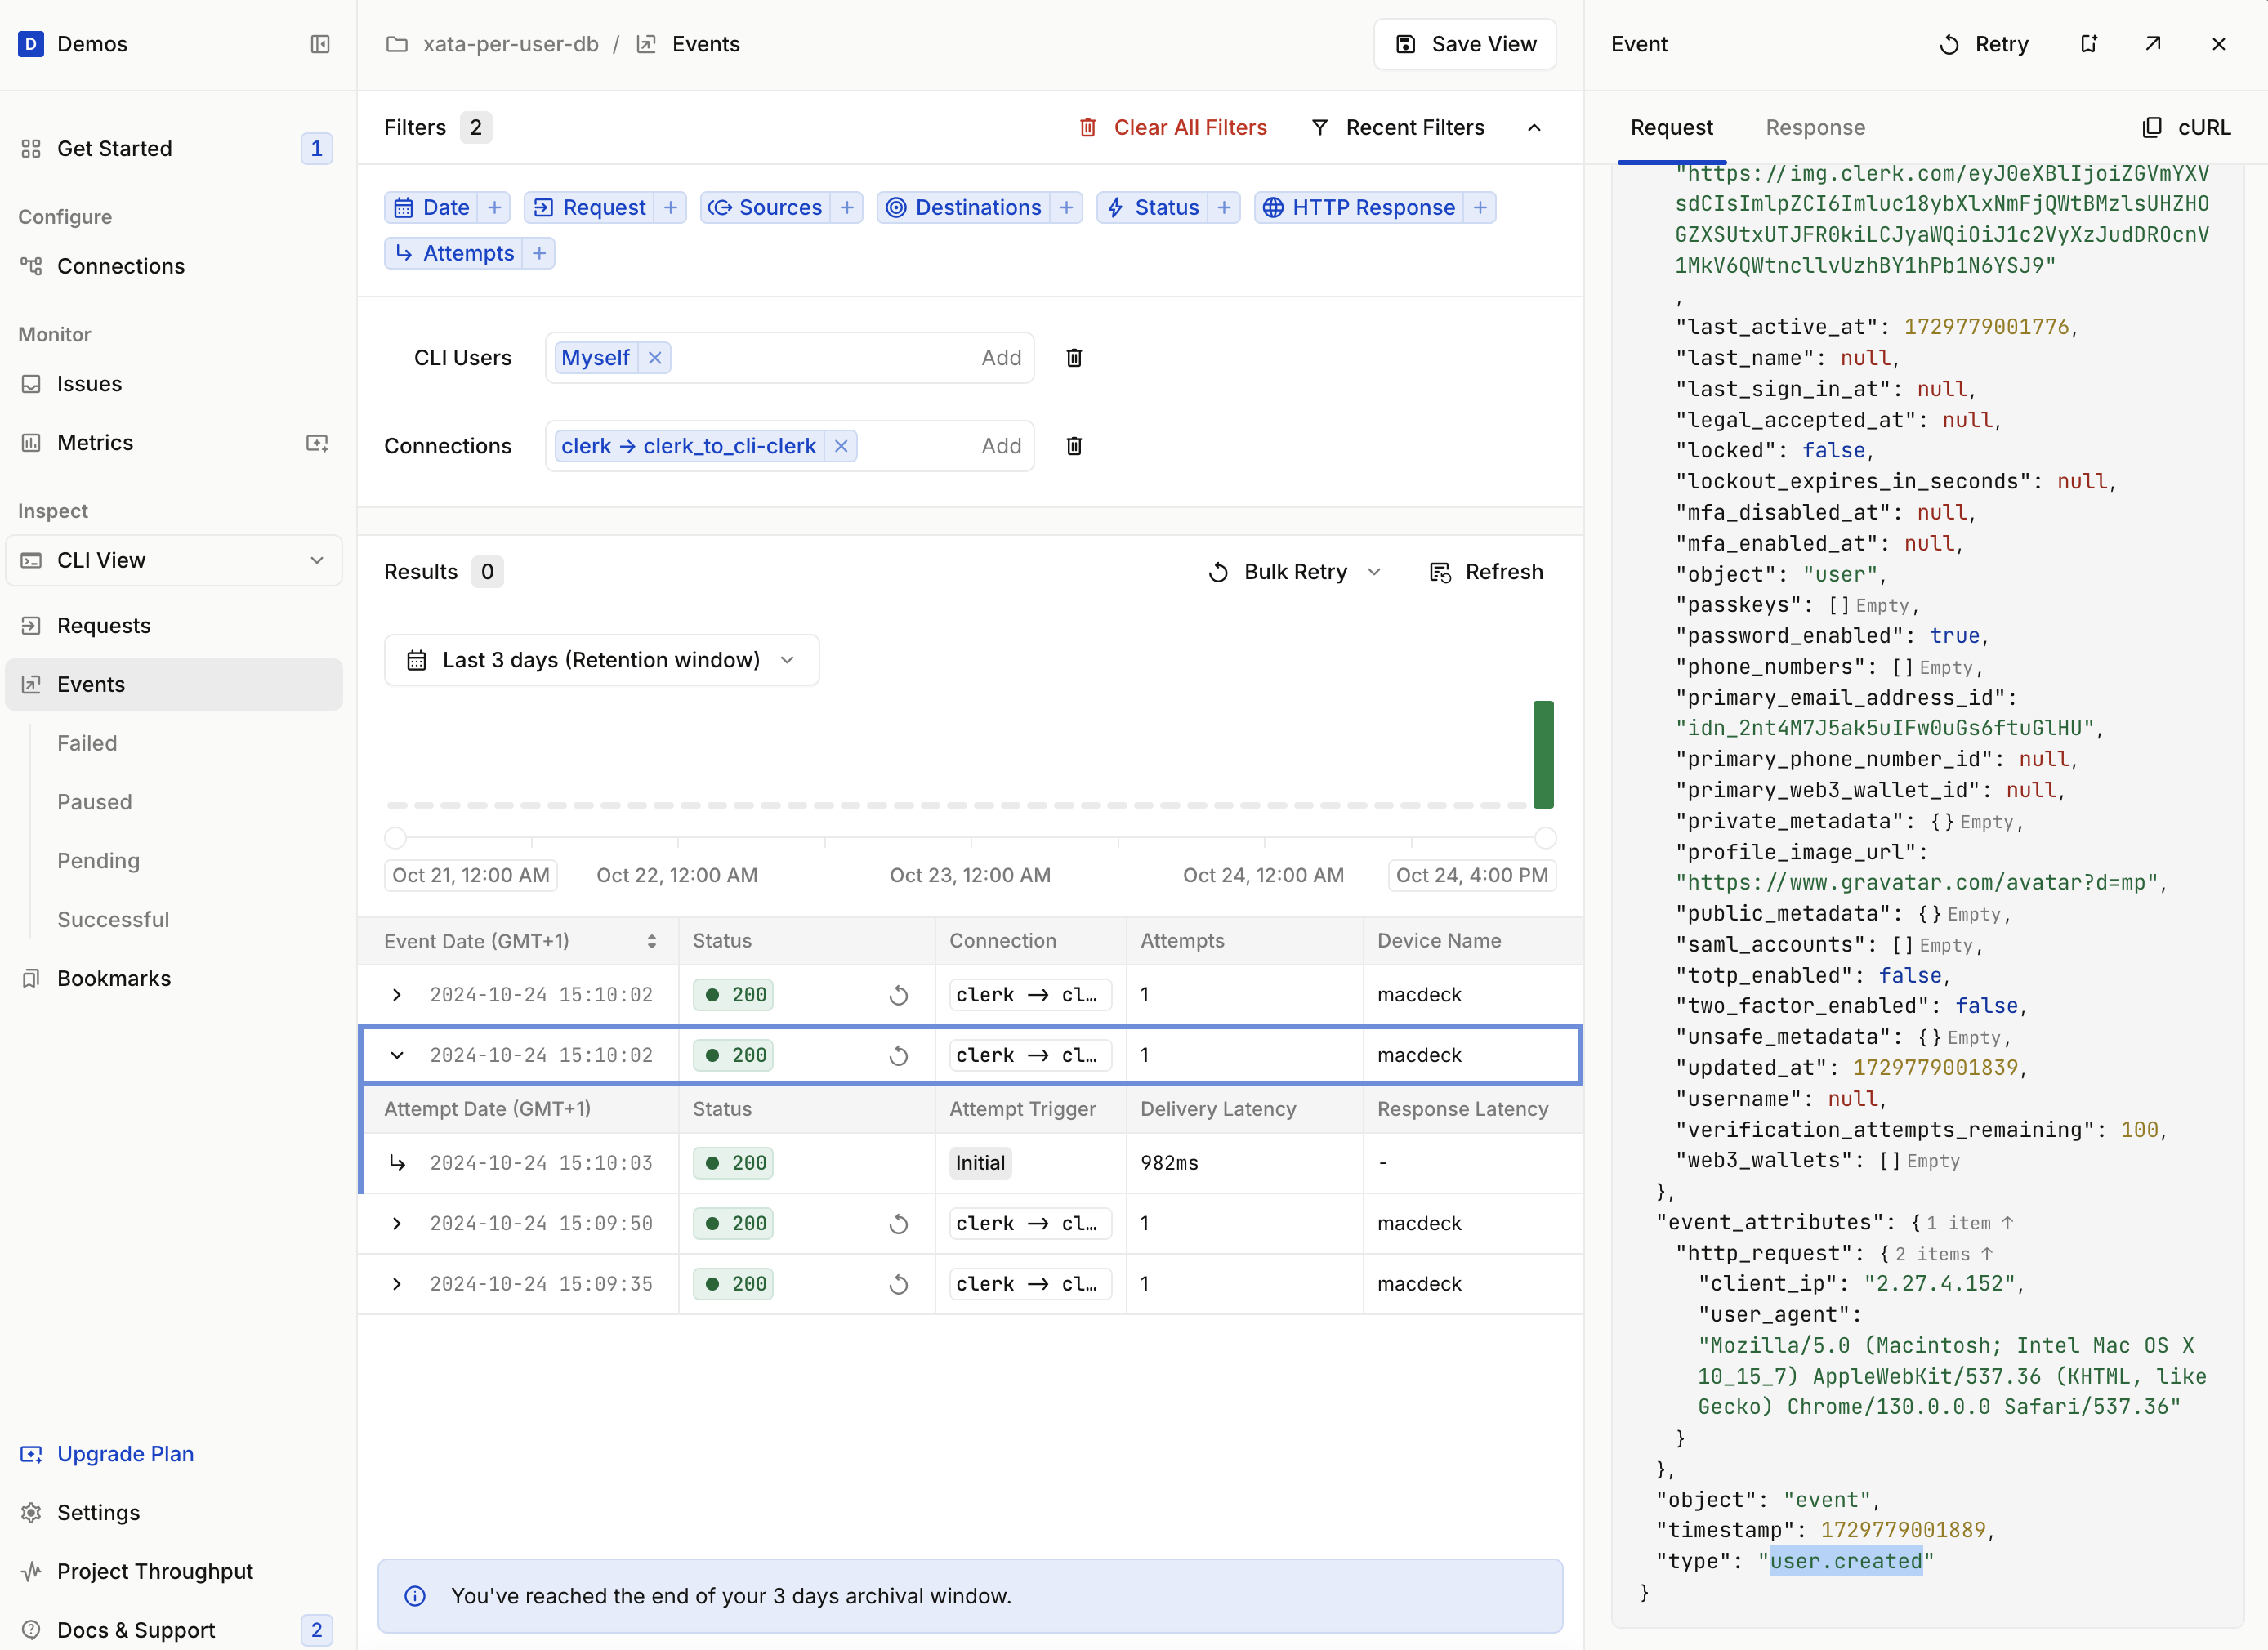 D Demos
Get Started 1
Configure
Connections
Monitor
Issues
Metrics
Inspect
CLI View
Requests
Events
Failed
Paused
Pending
Successful
Bookmarks
Upgrade Plan
Settings
Project Throughput
Docs & Support 2
xata-per-user-db / Events
Save View
Filters 2
Clear All Filters
Recent Filters
Date + Request + Sources + Destinations + Status + HTTP Response +
Attempts +
CLI Users Myself × Add
Connections clerk → clerk_to_cli-clerk × Add
Results 0
Bulk Retry
Refresh
Last 3 days (Retention window)
Oct 21, 12:00 AM Oct 22, 12:00 AM Oct 23, 12:00 AM Oct 24, 12:00 AM Oct 24, 4:00 PM
Event Date (GMT+1) Status Connection Attempts Device Name
2024-10-24 15:10:02 200 clerk → cl… 1 macdeck
2024-10-24 15:10:02 200 clerk → cl… 1 macdeck
Attempt Date (GMT+1) Status Attempt Trigger Delivery Latency Response Latency
2024-10-24 15:10:03 200 Initial 982ms -
2024-10-24 15:09:50 200 clerk → cl… 1 macdeck
2024-10-24 15:09:35 200 clerk → cl… 1 macdeck
You've reached the end of your 3 days archival window.
Event
Retry
Request Response cURL
"https://img.clerk.com/eyJ0eXBlIjoiZGVmYXV
sdCIsImlpZCI6Imluc18ybXlxNmFjQWtBMzlsUHZHO
GZXSUtxUTJFR0kiLCJyaWQiOiJ1c2VyXzJudDROcnV
1MkV6QWtncllvUzhBY1hPb1N6YSJ9"
,
"last_active_at": 1729779001776,
"last_name": null,
"last_sign_in_at": null,
"legal_accepted_at": null,
"locked": false,
"lockout_expires_in_seconds": null,
"mfa_disabled_at": null,
"mfa_enabled_at": null,
"object": "user",
"passkeys": [] Empty,
"password_enabled": true,
"phone_numbers": [] Empty,
"primary_email_address_id":
"idn_2nt4M7J5ak5uIFw0uGs6ftuGlHU",
"primary_phone_number_id": null,
"primary_web3_wallet_id": null,
"private_metadata": {} Empty,
"profile_image_url":
"https://www.gravatar.com/avatar?d=mp",
"public_metadata": {} Empty,
"saml_accounts": [] Empty,
"totp_enabled": false,
"two_factor_enabled": false,
"unsafe_metadata": {} Empty,
"updated_at": 1729779001839,
"username": null,
"verification_attempts_remaining": 100,
"web3_wallets": [] Empty
},
"event_attributes": { 1 item ↑
"http_request": { 2 items ↑
"client_ip": "2.27.4.152",
"user_agent":
"Mozilla/5.0 (Macintosh; Intel Mac OS X
10_15_7) AppleWebKit/537.36 (KHTML, like
Gecko) Chrome/130.0.0.0 Safari/537.36"
}
},
"object": "event",
"timestamp": 1729779001889,
"type": "user.created"
}